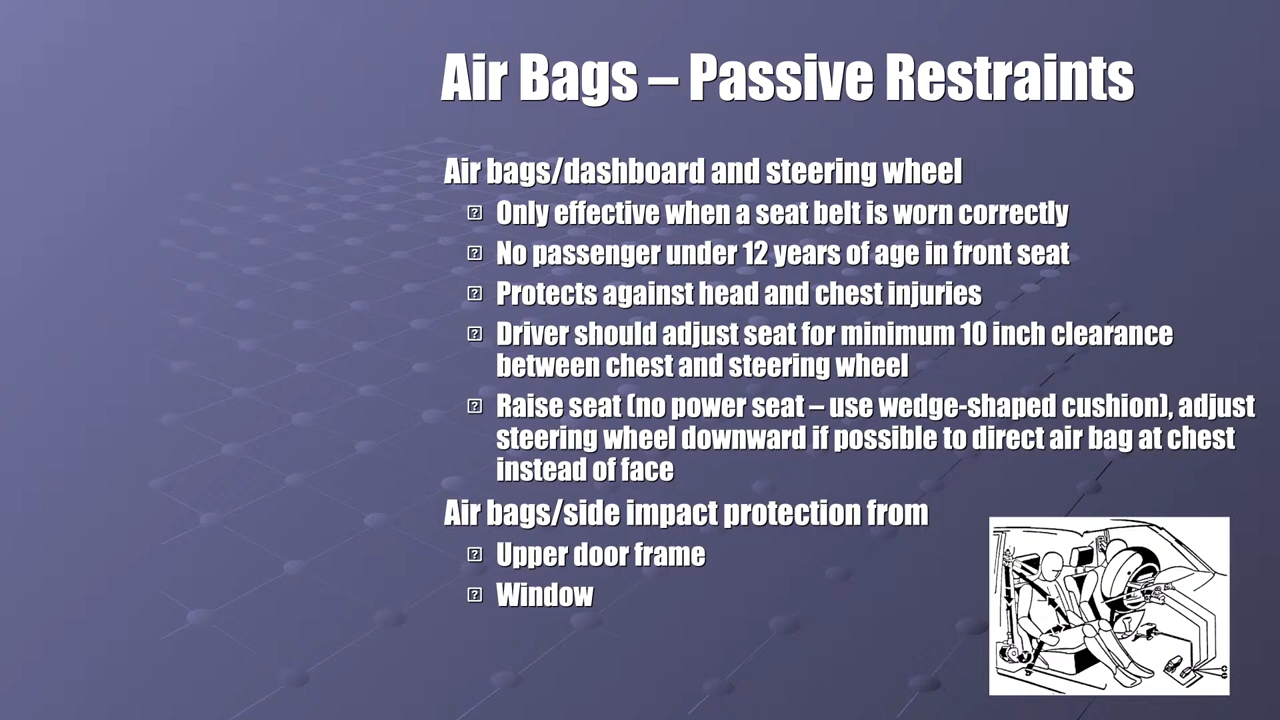 Air Bags – Passive Restraints
Air bags/dashboard and steering wheel
Only effective when a seat belt is worn correctly
No passenger under 12 years of age in front seat
Protects against head and chest injuries
Driver should adjust seat for minimum 10 inch clearance
between chest and steering wheel
Raise seat (no power seat – use wedge-shaped cushion), adjust
steering wheel downward if possible to direct air bag at chest
instead of face
Air bags/side impact protection from
Upper door frame
Window